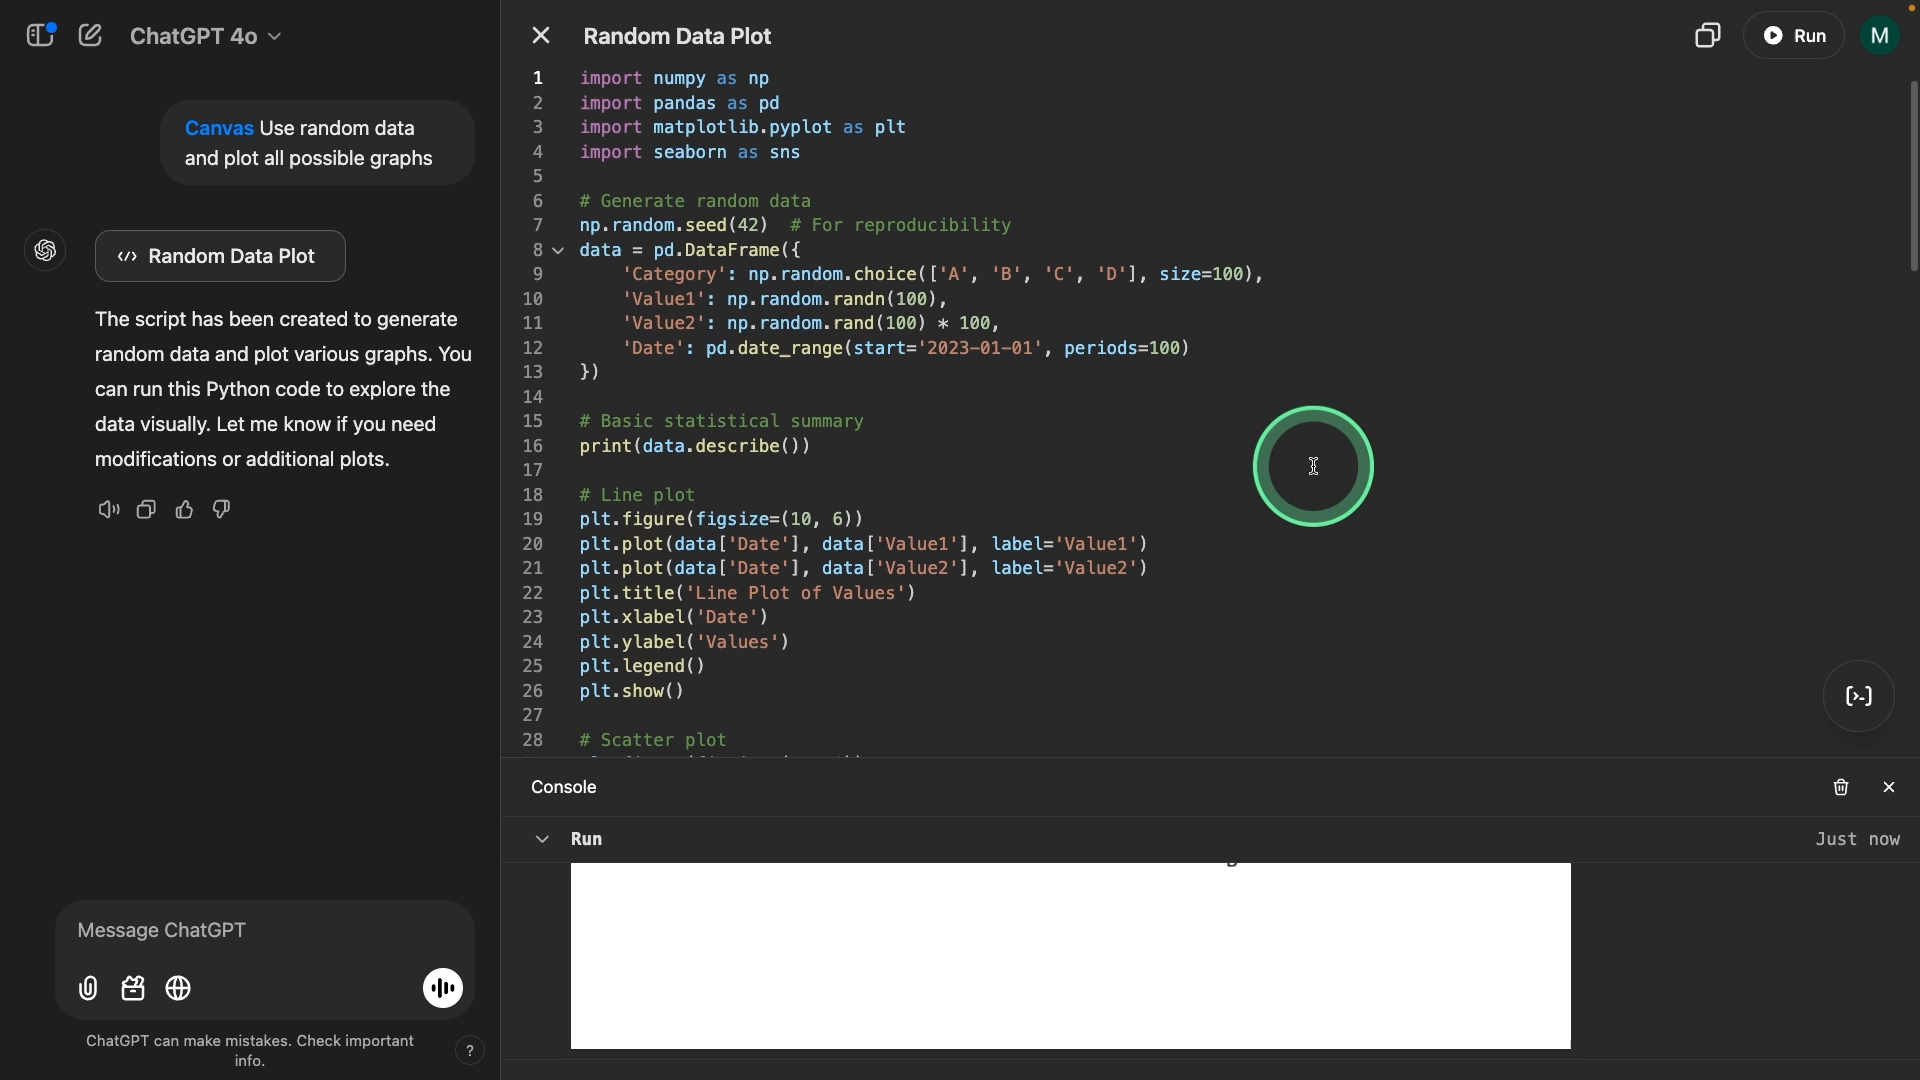 ChatGPT 4o
Canvas Use random data
and plot all possible graphs
Random Data Plot
The script has been created to generate
random data and plot various graphs. You
can run this Python code to explore the
data visually. Let me know if you need
modifications or additional plots.
Message ChatGPT
ChatGPT can make mistakes. Check important
info.
?
Random Data Plot
Run
M
1 import numpy as np
2 import pandas as pd
3 import matplotlib.pyplot as plt
4 import seaborn as sns
5
6 # Generate random data
7 np.random.seed(42)  # For reproducibility
8 data = pd.DataFrame({
9     'Category': np.random.choice(['A', 'B', 'C', 'D'], size=100),
10     'Value1': np.random.randn(100),
11     'Value2': np.random.rand(100) * 100,
12     'Date': pd.date_range(start='2023-01-01', periods=100)
13 })
14
15 # Basic statistical summary
16 print(data.describe())
17
18 # Line plot
19 plt.figure(figsize=(10, 6))
20 plt.plot(data['Date'], data['Value1'], label='Value1')
21 plt.plot(data['Date'], data['Value2'], label='Value2')
22 plt.title('Line Plot of Values')
23 plt.xlabel('Date')
24 plt.ylabel('Values')
25 plt.legend()
26 plt.show()
27
28 # Scatter plot
Console
Run
Just now